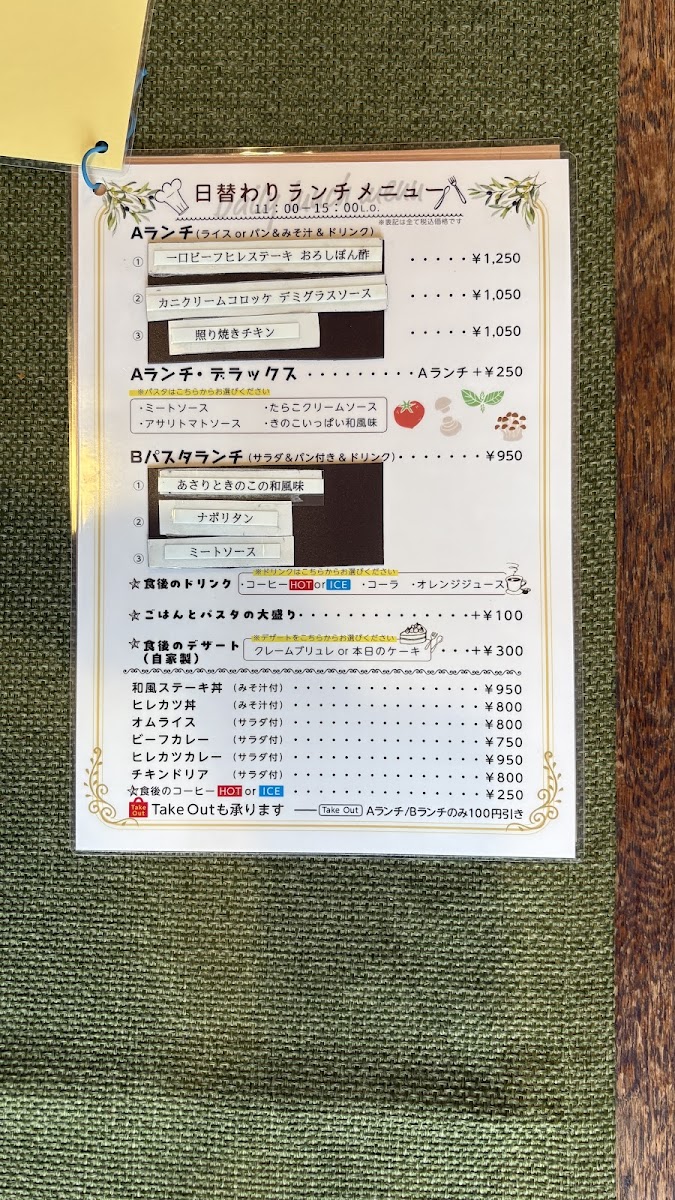 日替わりランチメニュー
11:00-15:00L.O.
※表記は全て税込価格です
Aランチ(ライス or パン&みそ汁&ドリンク)
① 一口ビーフヒレステーキ おろしぽん酢 ・・・・・¥1,250
② カニクリームコロッケ デミグラスソース ・・・・・¥1,050
③ 照り焼きチキン ・・・・・¥1,050
Aランチ・デラックス・・・・・・・・・Aランチ+¥250
※パスタはこちらからお選びください
・ミートソース ・たらこクリームソース
・アサリトマトソース ・きのこいっぱい和風味
Bパスタランチ(サラダ&パン付き&ドリンク)・・・・・・¥950
① あさりときのこの和風味
② ナポリタン
③ ミートソース
※ドリンクはこちらからお選びください
☆食後のドリンク ・コーヒーHOTorICE ・コーラ ・オレンジジュース
☆ごはんとパスタの大盛り・・・・・・・・・・・・・・+¥100
※デザートをこちらからお選びください
☆食後のデザート(自家製) クレームブリュレ or 本日のケーキ ・・・+¥300
和風ステーキ丼 (みそ汁付)・・・・・・・・・・・・・¥950
ヒレカツ丼 (みそ汁付)・・・・・・・・・・・・・¥800
オムライス (サラダ付)・・・・・・・・・・・・・¥800
ビーフカレー (サラダ付)・・・・・・・・・・・・・¥750
ヒレカツカレー (サラダ付)・・・・・・・・・・・・・¥950
チキンドリア (サラダ付)・・・・・・・・・・・・・¥800
☆食後のコーヒー HOT or ICE ・・・・・・・・・・・・・¥250
Take Out Take Outも承ります ― Take Out Aランチ/Bランチのみ100円引き